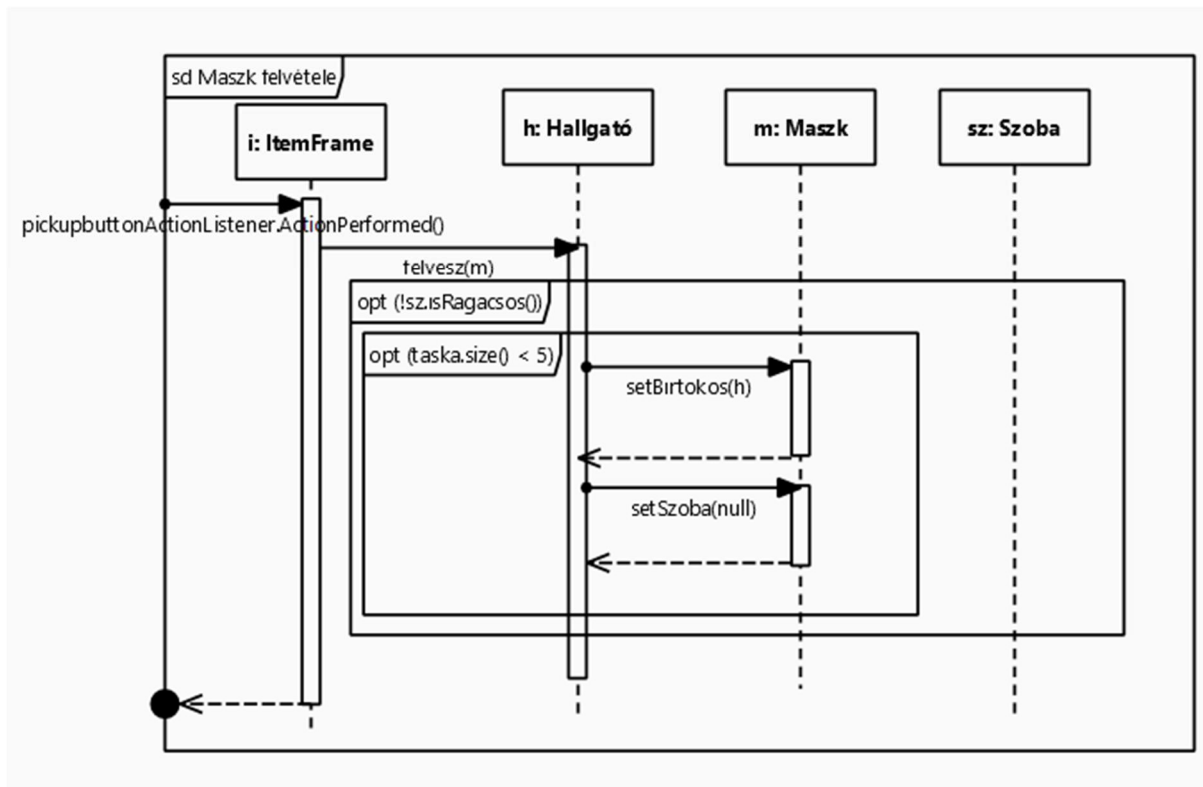 sd Maszk felvétele
i: ItemFrame
h: Hallgató
m: Maszk
sz: Szoba
pickupbuttonActionListener.ActionPerformed()
felvesz(m)
opt (!sz.isRagacsos())
opt (taska.size() < 5)
setBirtokos(h)
setSzoba(null)